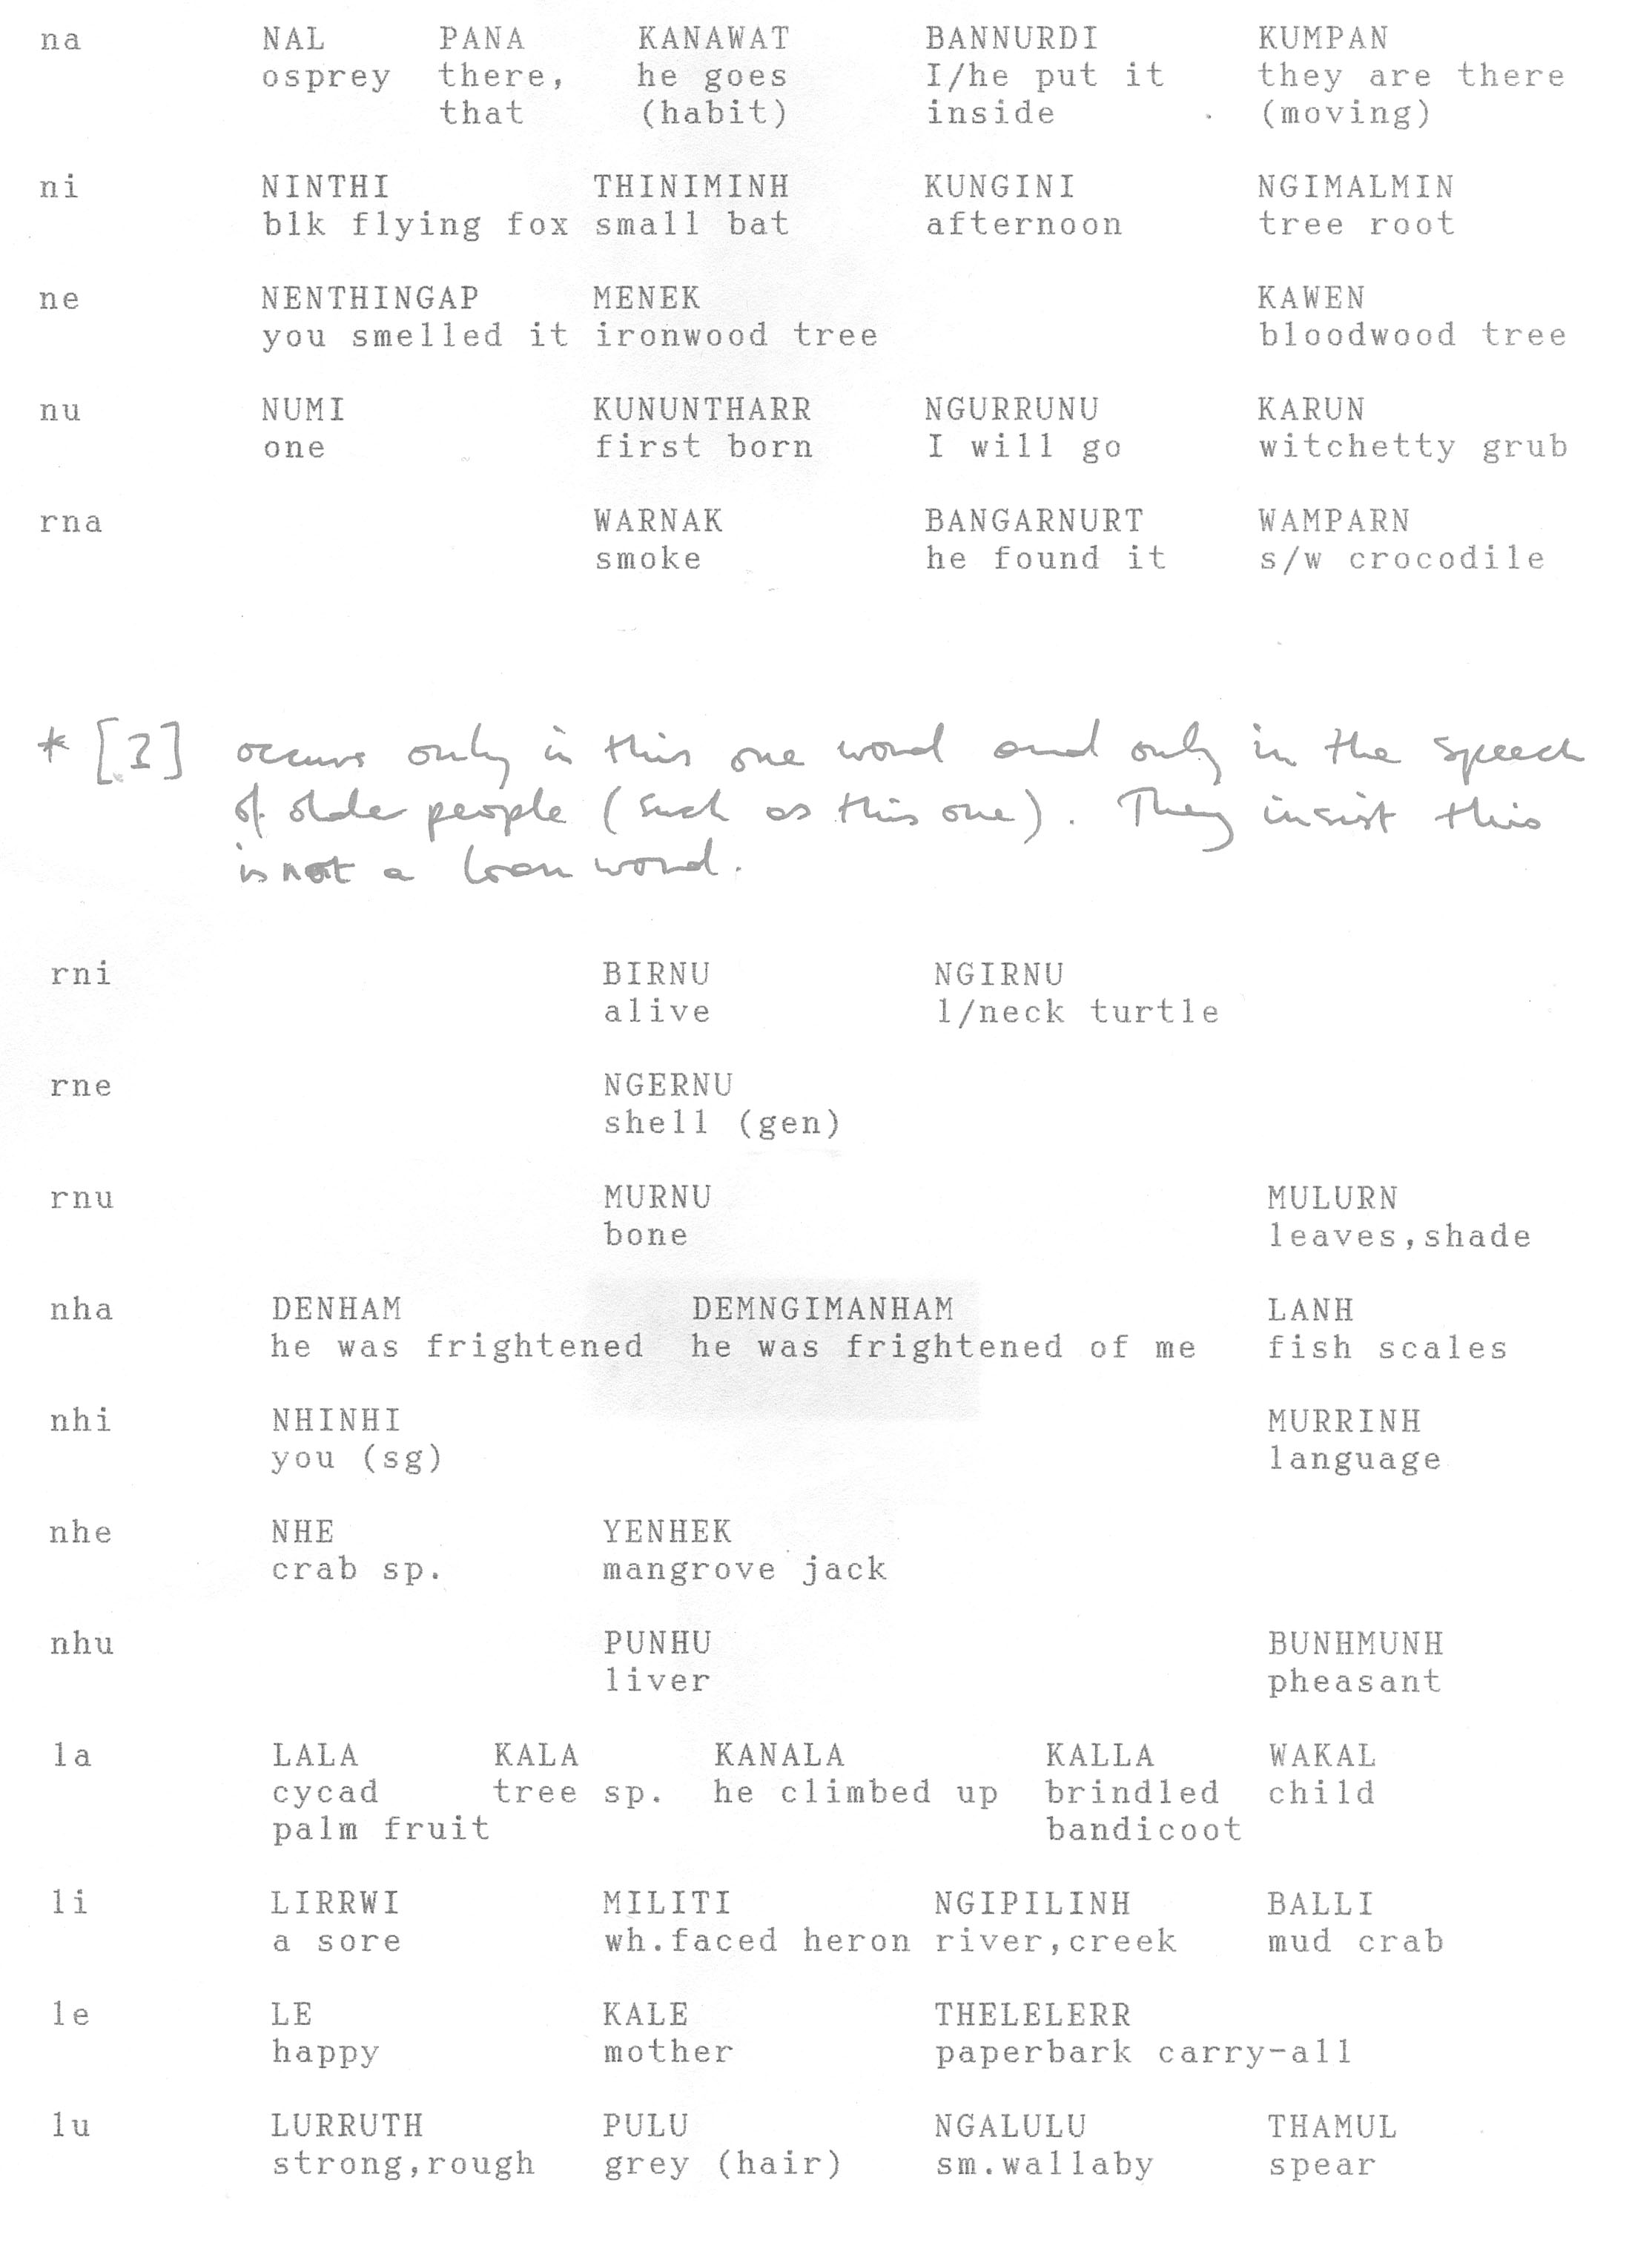 na NAL PANA KANAWAT BANNURDI KUMPAN
osprey there, he goes I/he put it they are there
that (habit) inside (moving)
ni NINTHI THINIMINH KUNGINI NGIMALMIN
blk flying fox small bat afternoon tree root
ne NENTHINGAP MENEK KAWEN
you smelled it ironwood tree bloodwood tree
nu NUMI KUNUNTHARR NGURRUNU KARUN
one first born I will go witchetty grub
rna WARNAK BANGARNURT WAMPARN
smoke he found it s/w crocodile
* [ ] occurs only in this one word and only in the speech
of older people (such as this one). They insist this
is not a loan word.
rni BIRNU NGIRNU
alive l/neck turtle
rne NGERNU
shell (gen)
rnu MURNU MULURN
bone leaves,shade
nha DENHAM DEMNGIMANHAM LANH
he was frightened he was frightened of me fish scales
nhi NHINHI MURRINH
you (sg) language
nhe NHE YENHEK
crab sp. mangrove jack
nhu PUNHU BUNHMUNH
liver pheasant
la LALA KALA KANALA KALLA WAKAL
cycad tree sp. he climbed up brindled child
palm fruit bandicoot
li LIRRWI MILITI NGIPILINH BALLI
a sore wh.faced heron river,creek mud crab
le LE KALE THELELERR
happy mother paperbark carry-all
lu LURRUTH PULU NGALULU THAMUL
strong,rough grey (hair) sm.wallaby spear